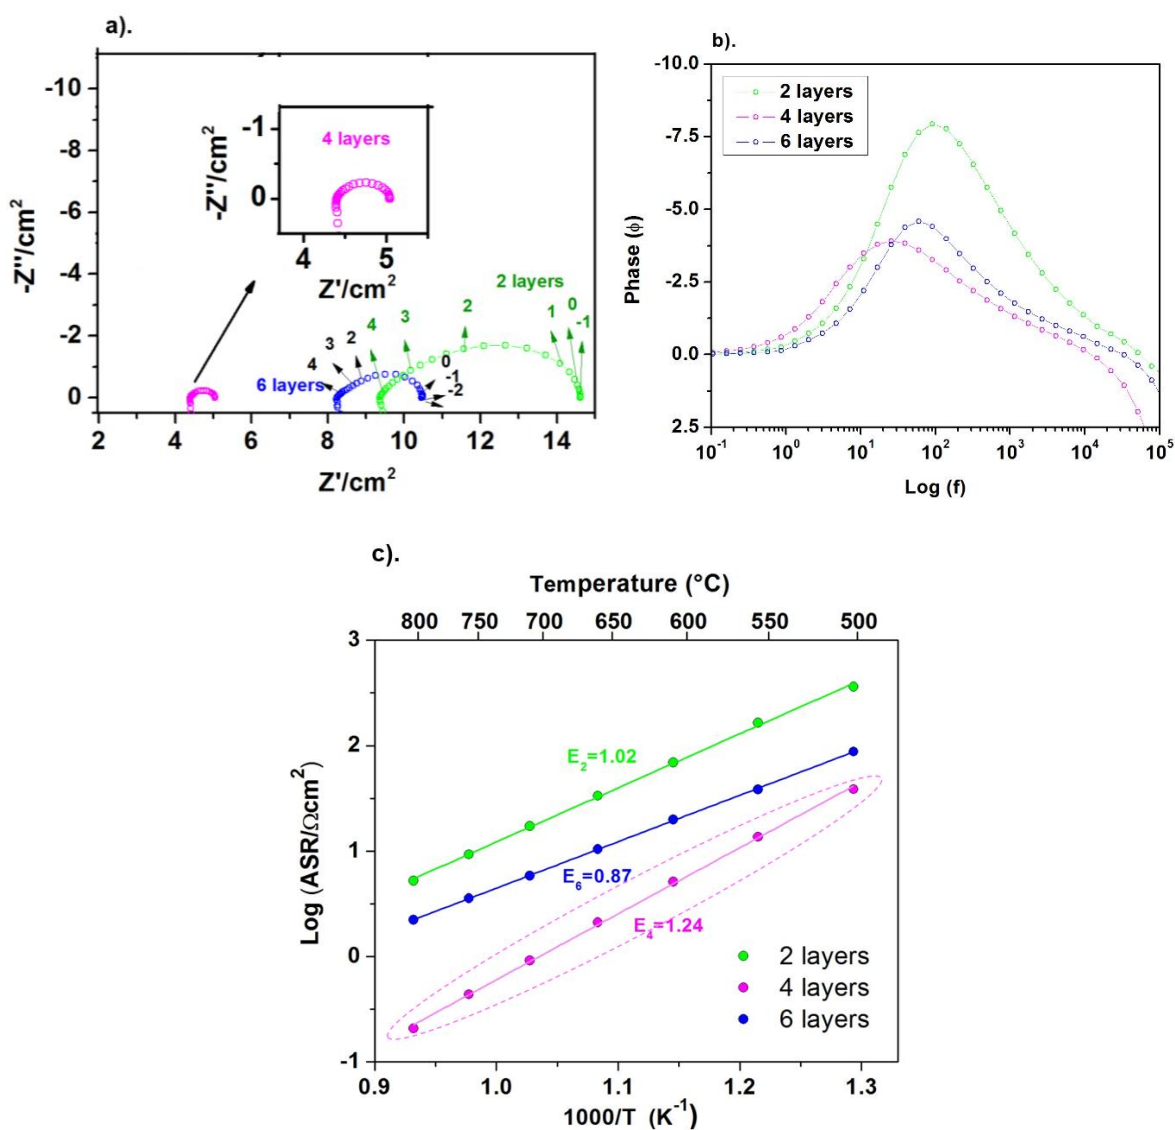 a).
-Z''/cm²
-10
-8
-6
-4
-2
0
2
4
6
8
10
12
14
Z'/cm²
-Z''/cm²
-1
0
4 layers
4
5
Z'/cm²
2 layers
4
3
2
1
0
-1
6 layers
4
3
2
0
-1
-2
b).
Phase (ϕ)
-10.0
-7.5
-5.0
-2.5
0.0
2.5
2 layers
4 layers
6 layers
10⁻¹
10⁰
10¹
10²
10³
10⁴
10⁵
Log (f)
c).
Temperature (°C)
800
750
700
650
600
550
500
Log (ASR/Ωcm²)
3
2
1
0
-1
E₂=1.02
E₆=0.87
E₄=1.24
2 layers
4 layers
6 layers
0.9
1.0
1.1
1.2
1.3
1000/T (K⁻¹)